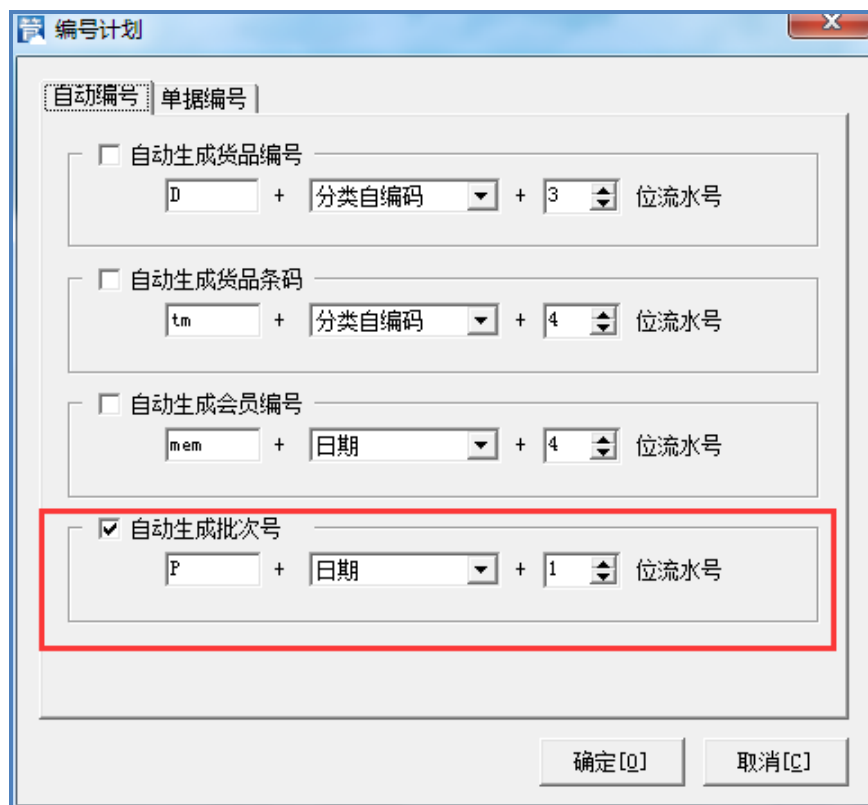 管 编号计划 X
自动编号 单据编号
自动生成货品编号
D + 分类自编码 + 3 位流水号
自动生成货品条码
tm + 分类自编码 + 4 位流水号
自动生成会员编号
mem + 日期 + 4 位流水号
自动生成批次号
P + 日期 + 1 位流水号
确定[O] 取消[C]